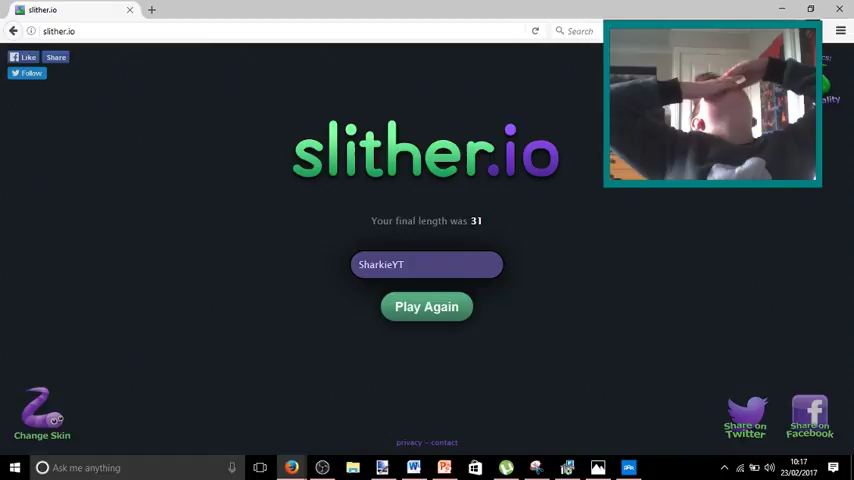 slither.io
slither.io
Search
Like
Share
Follow
slither.io
Your final length was 31
SharkieYT
Play Again
Change Skin
Share on
Twitter
Share on
Facebook
privacy -- contact
Ask me anything
10:17
23/02/2017